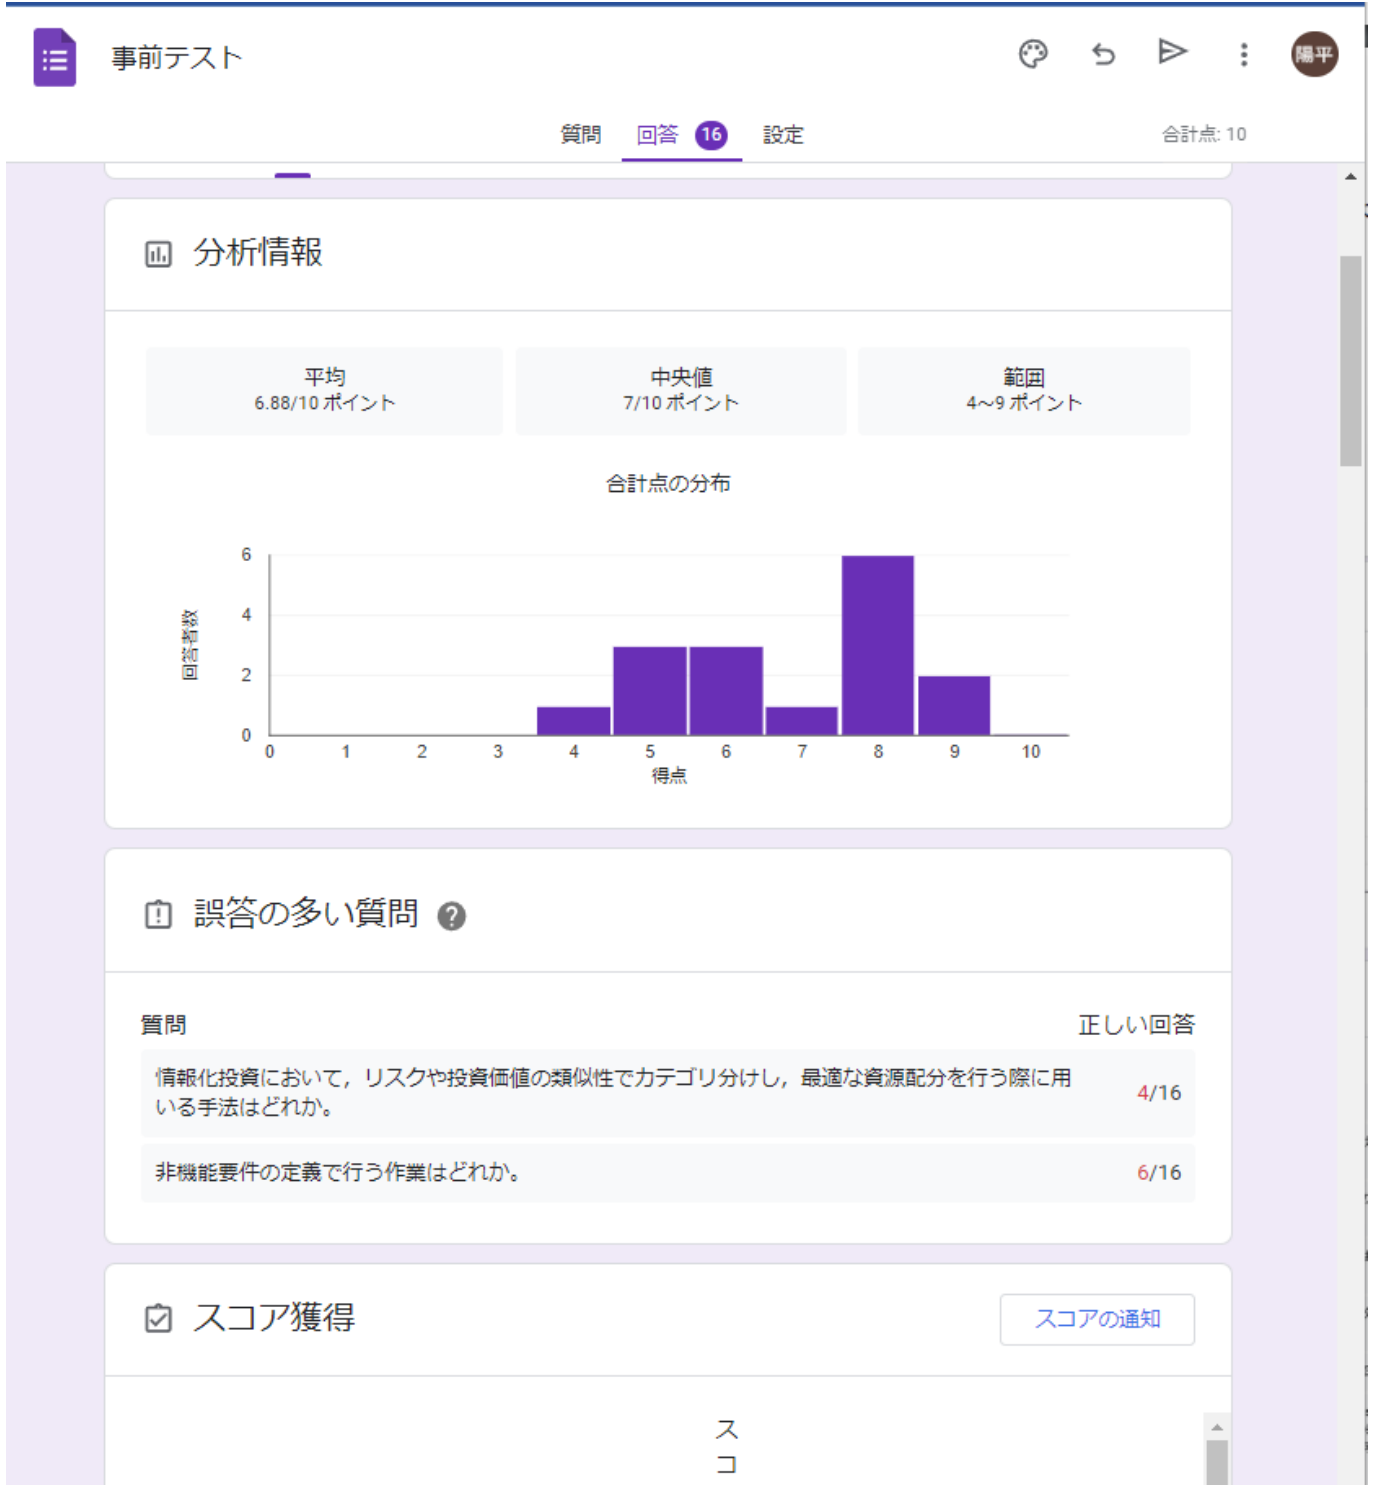 事前テスト
陽平
質問 回答 16 設定
合計点: 10
分析情報
平均 中央値 範囲
6.88/10 ポイント 7/10 ポイント 4～9 ポイント
合計点の分布
6
4
2
0
回答者数
0 1 2 3 4 5 6 7 8 9 10
得点
誤答の多い質問
質問 正しい回答
情報化投資において，リスクや投資価値の類似性でカテゴリ分けし，最適な資源配分を行う際に用
いる手法はどれか。
4/16
非機能要件の定義で行う作業はどれか。 6/16
スコア獲得 スコアの通知
ス
コ